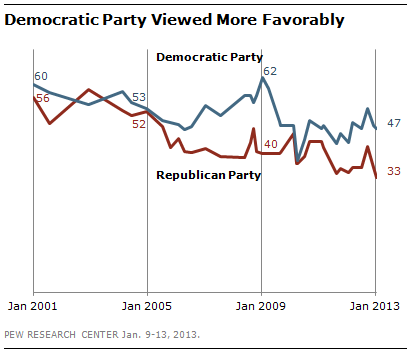 Democratic Party Viewed More Favorably
Democratic Party
60
62
56
53
52
47
40
33
Republican Party
Jan 2001 Jan 2005 Jan 2009 Jan 2013
PEW RESEARCH CENTER Jan. 9-13, 2013.